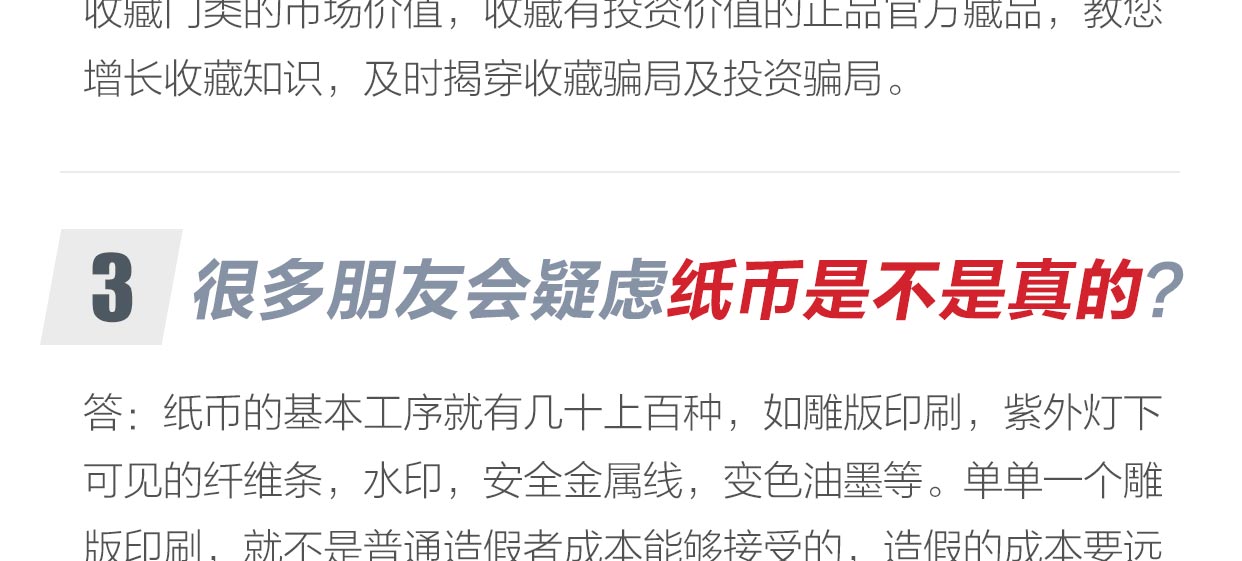 收藏门类的市场价值，收藏有投资价值的正品官方藏品，教您
增长收藏知识，及时揭穿收藏骗局及投资骗局。
3 很多朋友会疑虑纸币是不是真的?
答：纸币的基本工序就有几十上百种，如雕版印刷，紫外灯下
可见的纤维条，水印，安全金属线，变色油墨等。单单一个雕
版印刷，就不是普通造假者成本能够接受的，造假的成本要远